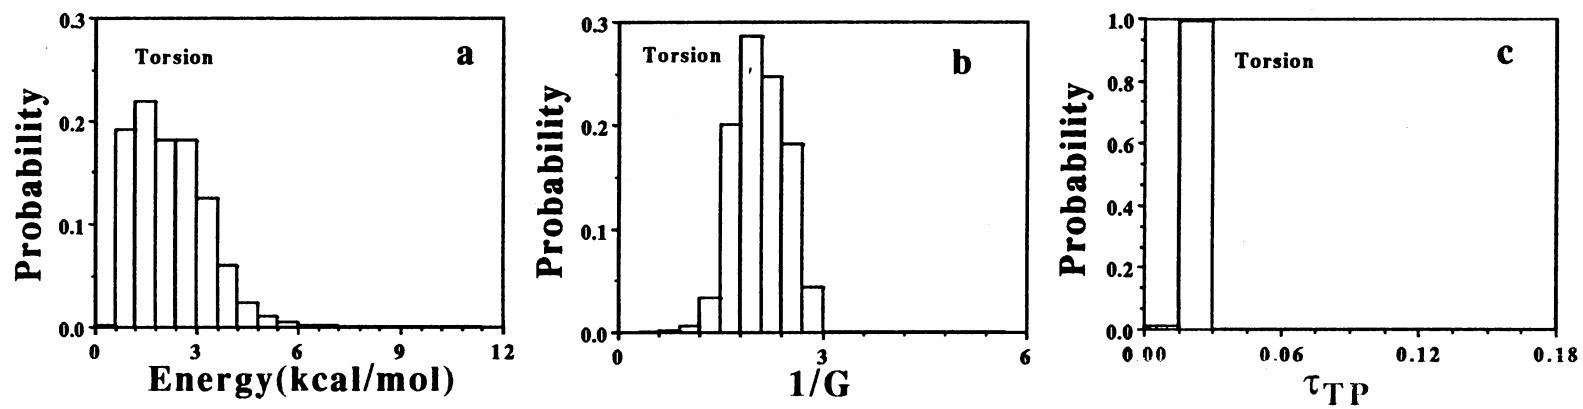 0.3
Torsion
a
0.2
0.1
0.0
0 3 6 9 12
Probability
Energy(kcal/mol)
0.3
Torsion
b
0.2
0.1
0.0
0 3 6
Probability
1/G
1.0
Torsion
c
0.8
0.6
0.4
0.2
0.0
0.00 0.06 0.12 0.18
Probability
τTP